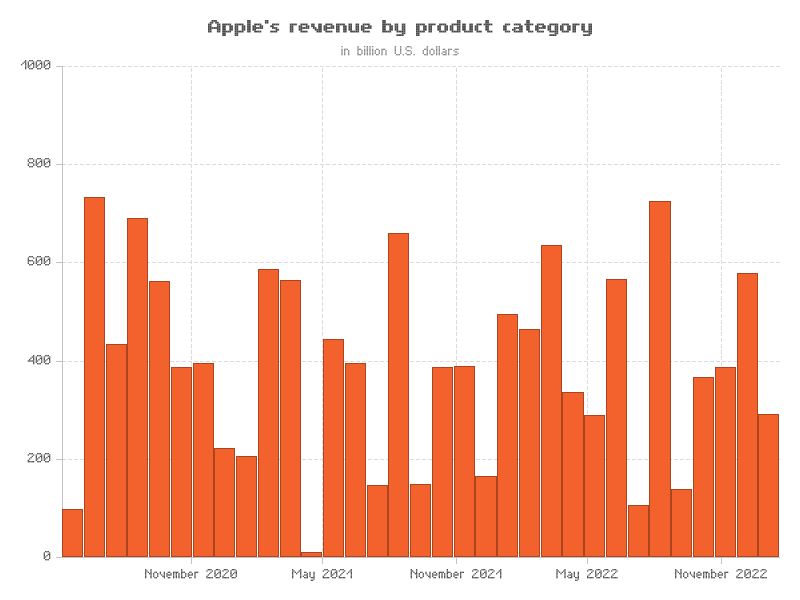 Apple's revenue by product category
in billion U.S. dollars
1000
800
600
400
200
0
November 2020
May 2021
November 2021
May 2022
November 2022